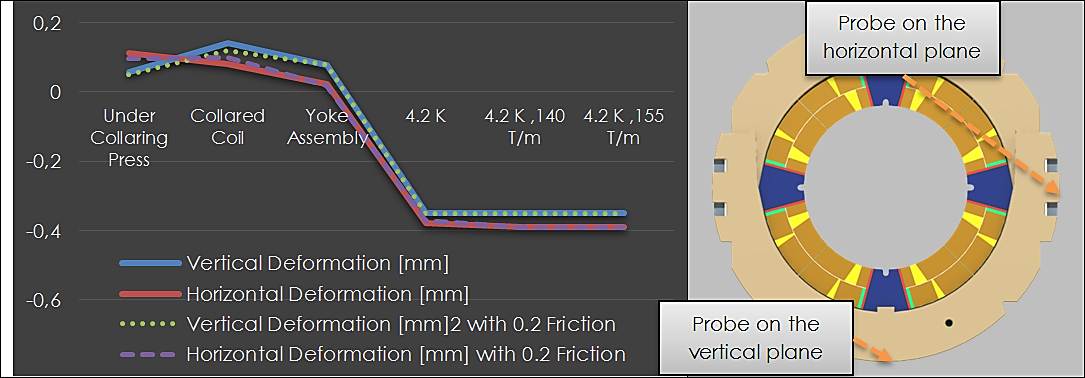 0,2
0
-0,2
-0,4
-0,6
Under
Collaring
Press
Collared
Coil
Yoke
Assembly
4.2 K
4.2 K ,140
T/m
4.2 K ,155
T/m
Vertical Deformation [mm]
Horizontal Deformation [mm]
Vertical Deformation [mm]2 with 0.2 Friction
Horizontal Deformation [mm] with 0.2 Friction
Probe on the
horizontal plane
Probe on the
vertical plane